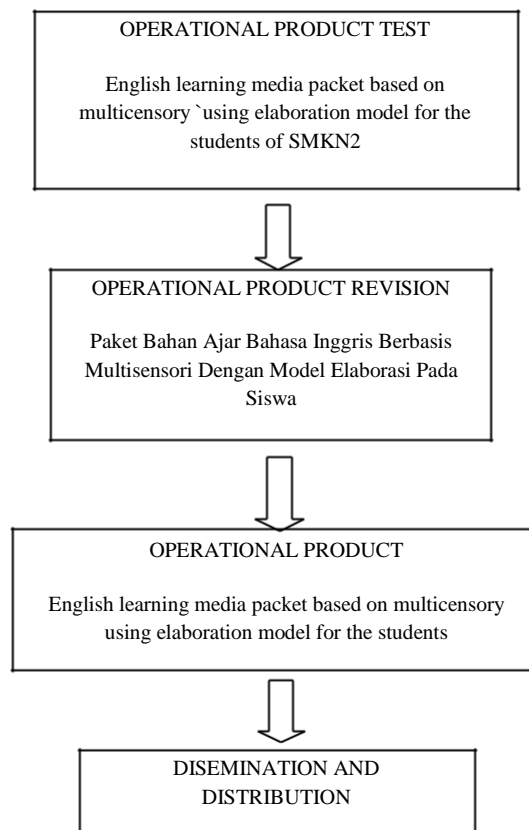 OPERATIONAL PRODUCT TEST
English learning media packet based on
multicensory `using elaboration model for the
students of SMKN2
OPERATIONAL PRODUCT REVISION
Paket Bahan Ajar Bahasa Inggris Berbasis
Multisensori Dengan Model Elaborasi Pada
Siswa
OPERATIONAL PRODUCT
English learning media packet based on multicensory
using elaboration model for the students
DISEMINATION AND
DISTRIBUTION